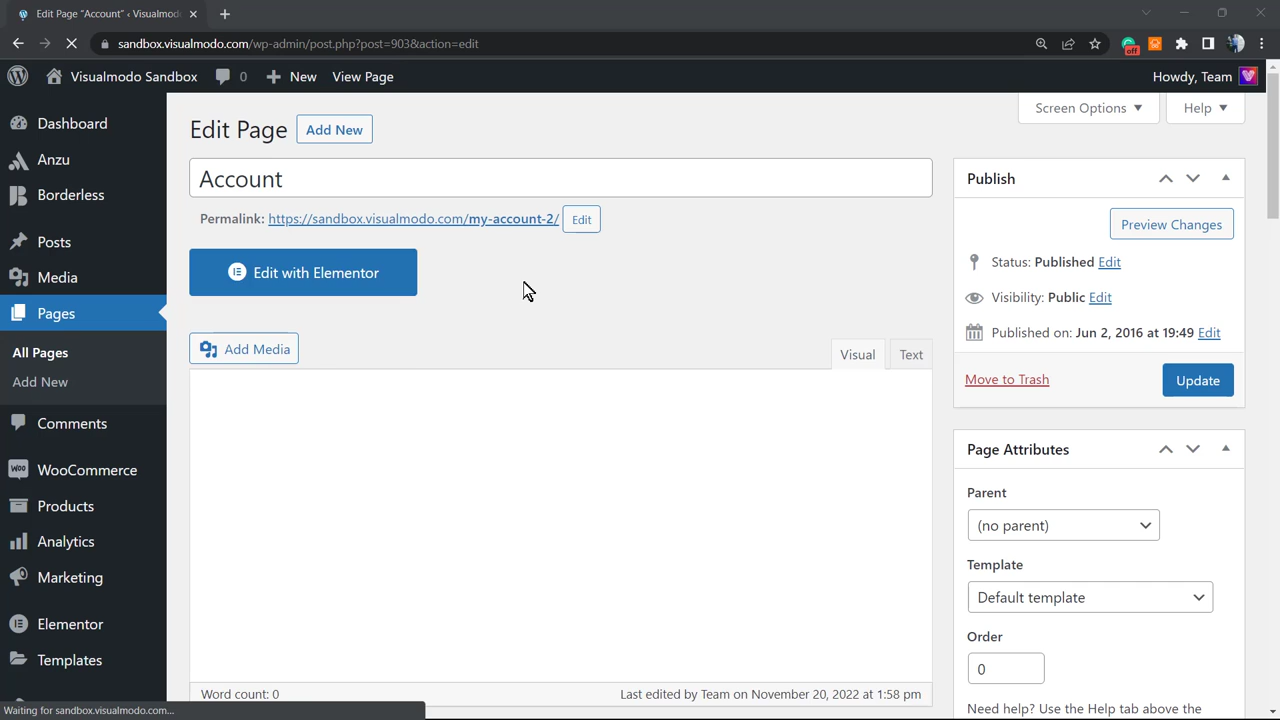 Edit Page “Account” ‹ Visualmodo
sandbox.visualmodo.com/wp-admin/post.php?post=903&action=edit
off
Visualmodo Sandbox
0
New
View Page
Howdy, Team
Screen Options
Help
Dashboard
Anzu
Borderless
Posts
Media
Pages
All Pages
Add New
Comments
WOO
WooCommerce
Products
Analytics
Marketing
Elementor
Templates
Edit Page
Add New
Account
Permalink: https://sandbox.visualmodo.com/my-account-2/
Edit
Edit with Elementor
Add Media
Visual
Text
Word count: 0
Last edited by Team on November 20, 2022 at 1:58 pm
Publish
Preview Changes
Status: Published Edit
Visibility: Public Edit
Published on: Jun 2, 2016 at 19:49 Edit
Move to Trash
Update
Page Attributes
Parent
(no parent)
Template
Default template
Order
0
Need help? Use the Help tab above the
Waiting for sandbox.visualmodo.com...